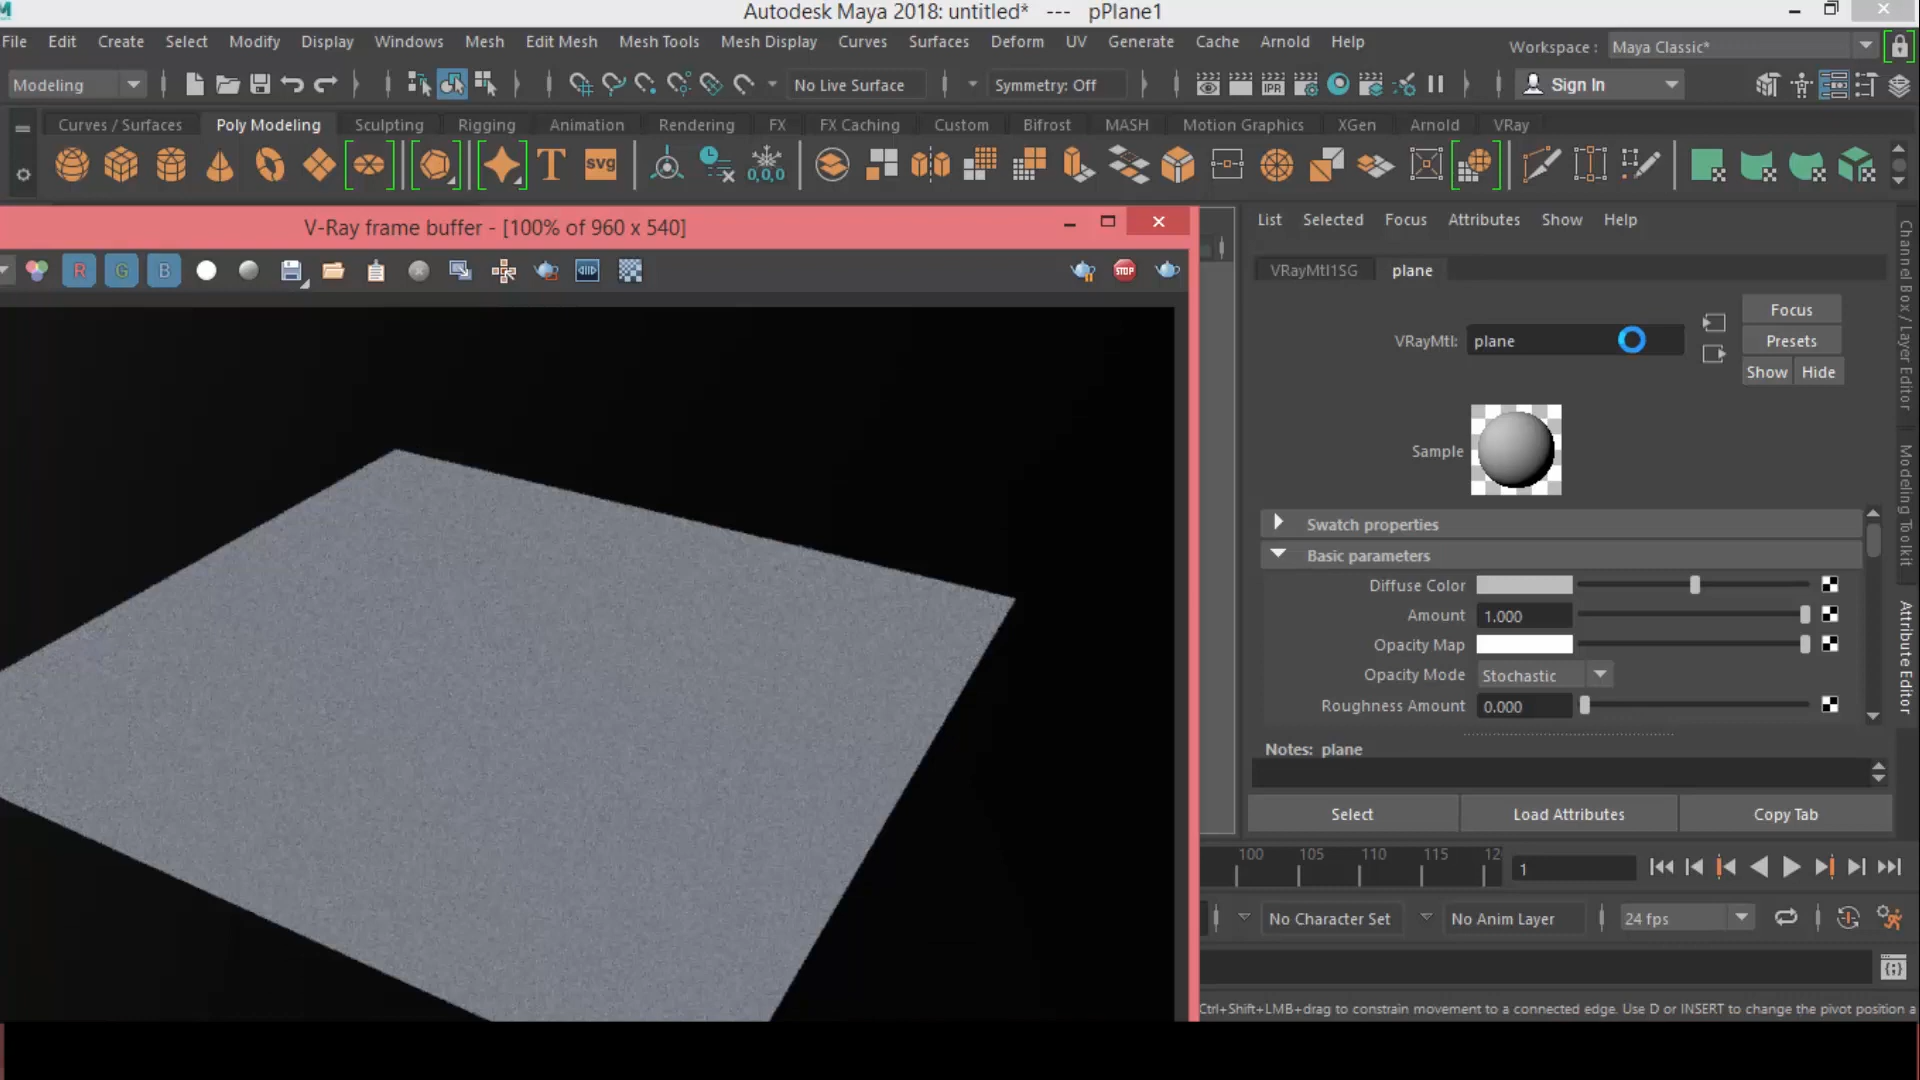 Autodesk Maya 2018: untitled* --- pPlane1
File Edit Create Select Modify Display Windows Mesh Edit Mesh Mesh Tools Mesh Display Curves Surfaces Deform UV Generate Cache Arnold Help
Workspace : Maya Classic*
Modeling No Live Surface Symmetry: Off IPR Sign In
Curves / Surfaces Poly Modeling Sculpting Rigging Animation Rendering FX FX Caching Custom Bifrost MASH Motion Graphics XGen Arnold VRay
T svg 0,0,0
V-Ray frame buffer - [100% of 960 x 540]
R G B STOP
List Selected Focus Attributes Show Help
VRayMtl1SG plane
Focus
VRayMtl: plane Presets
Show Hide
Sample
Swatch properties
Basic parameters
Diffuse Color
Amount 1.000
Opacity Map
Opacity Mode Stochastic
Roughness Amount 0.000
Notes: plane
Select Load Attributes Copy Tab
Channel Box / Layer Editor
Modeling Toolkit
Attribute Editor
100 105 110 115 12 1
No Character Set No Anim Layer 24 fps
Ctrl+Shift+LMB+drag to constrain movement to a connected edge. Use D or INSERT to change the pivot position a